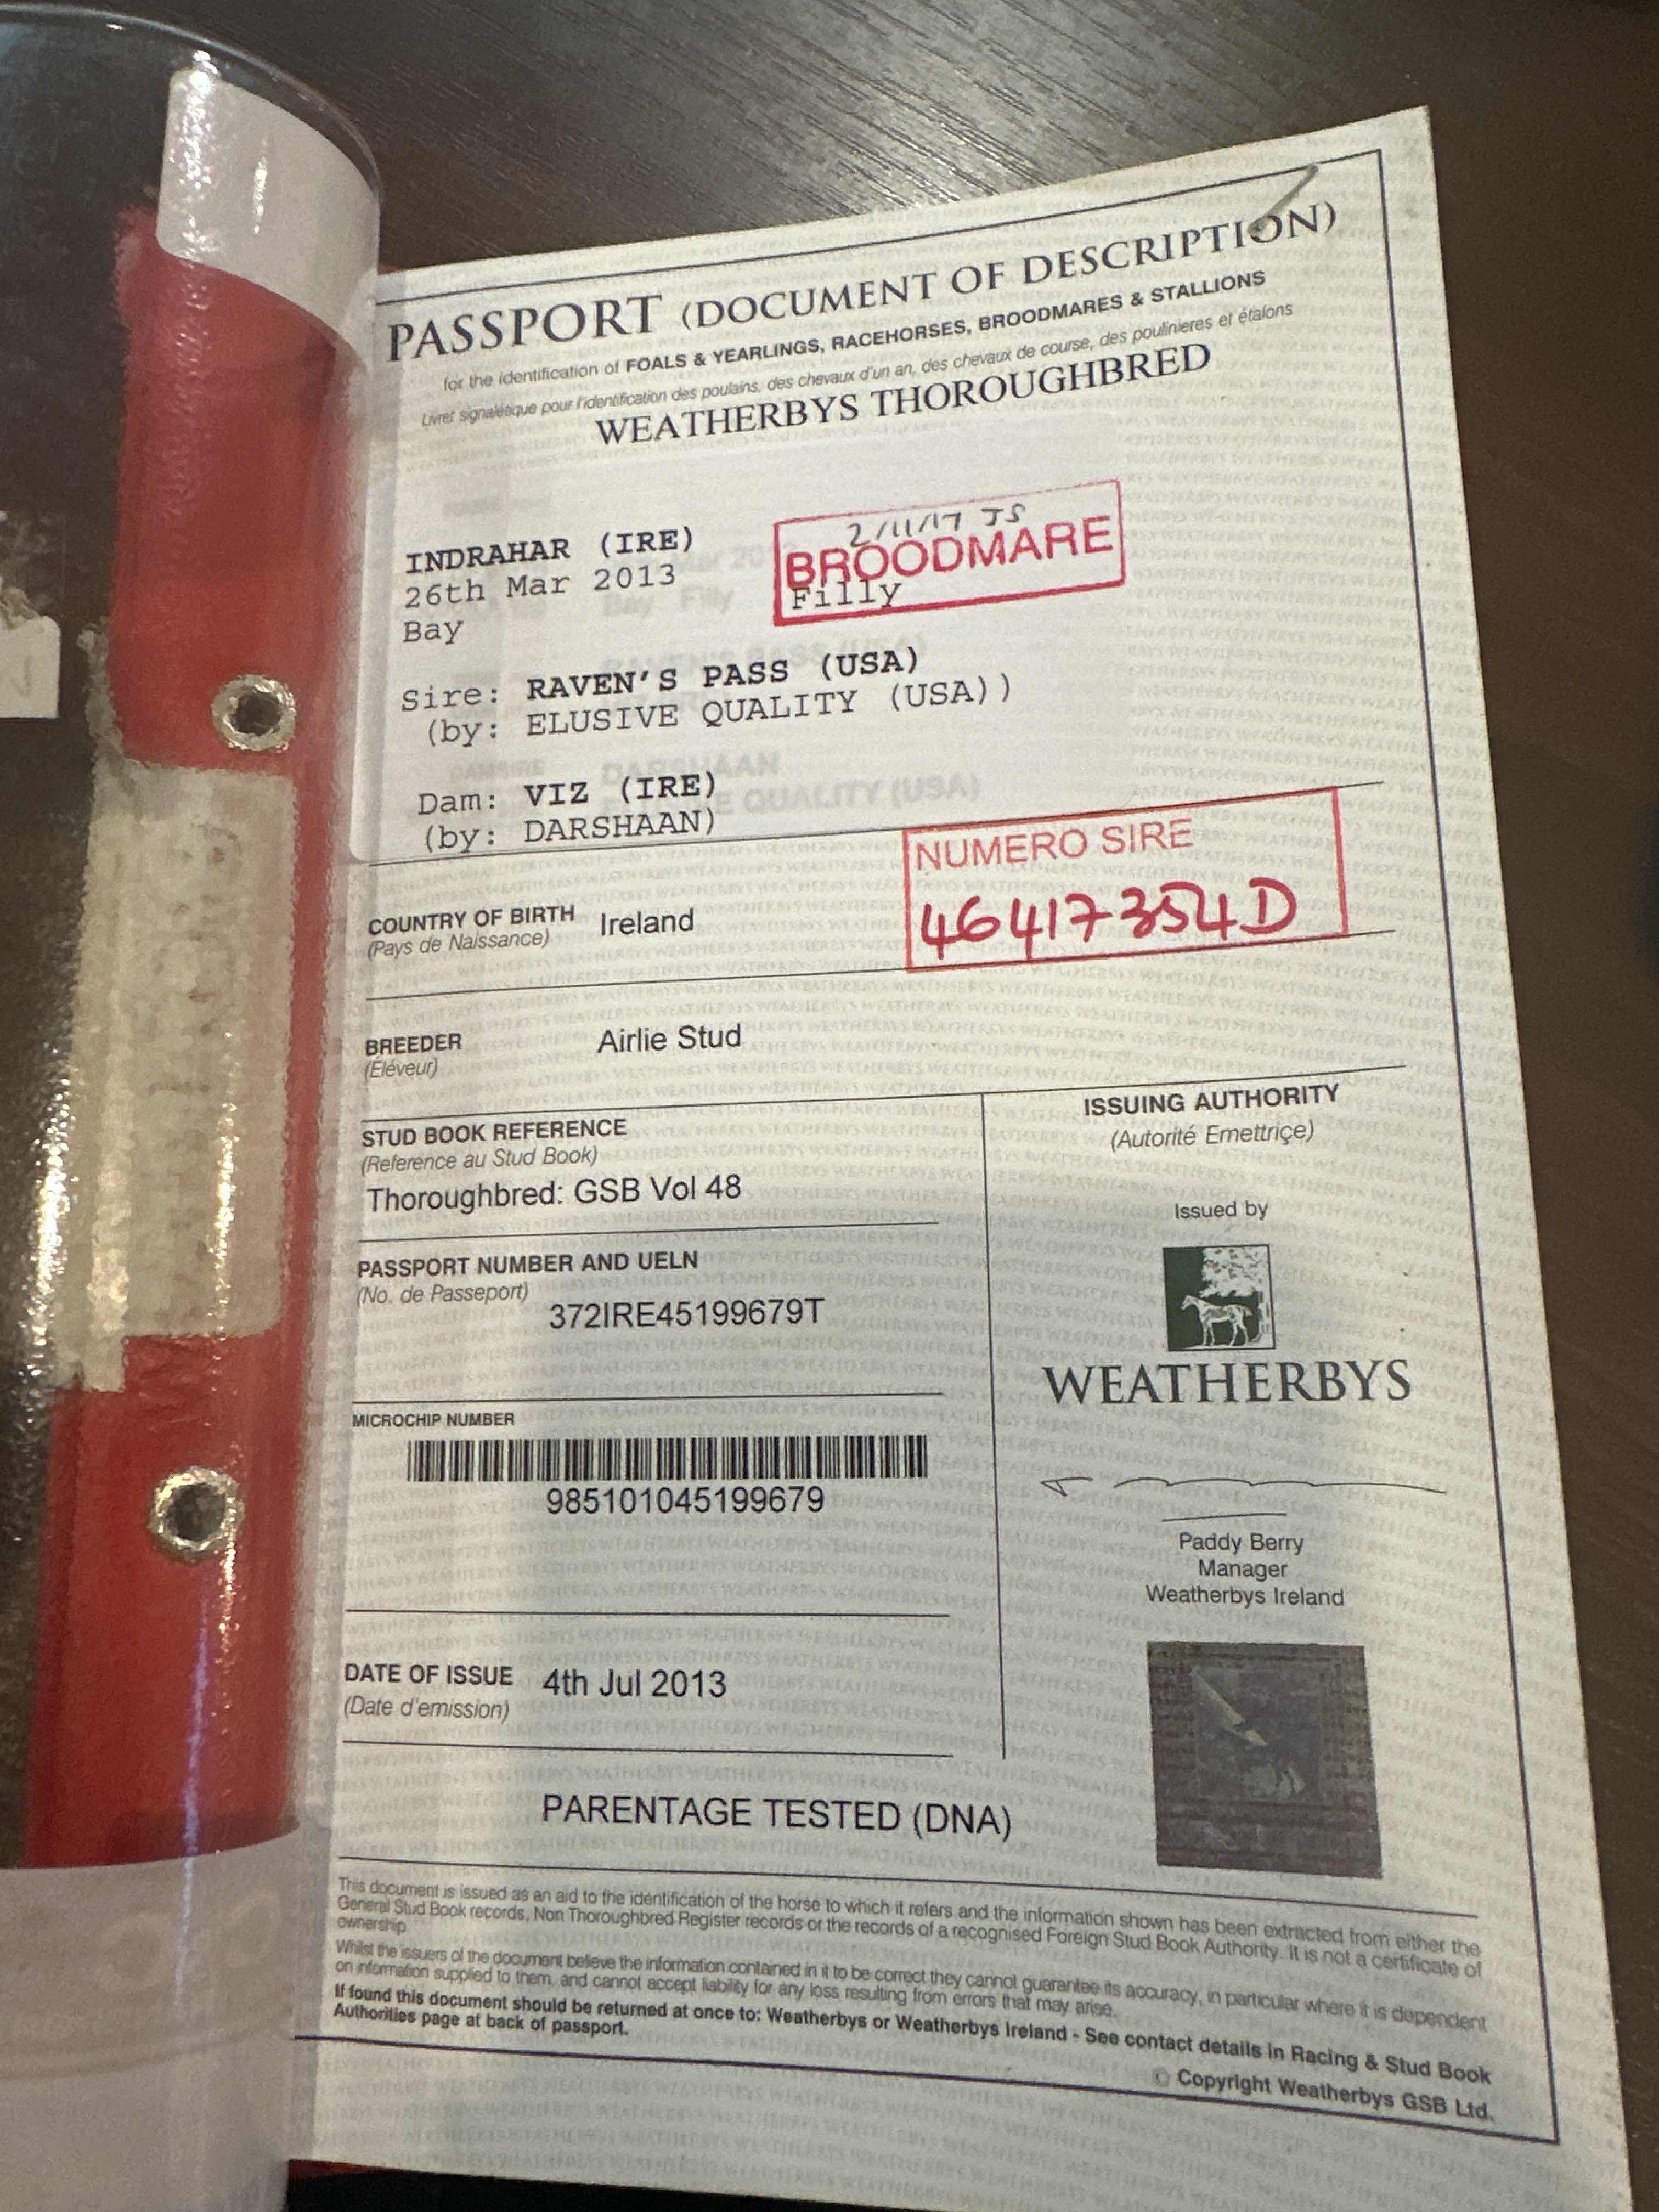 PASSPORT (DOCUMENT OF DESCRIPTION)
for the identification of FOALS & YEARLINGS, RACEHORSES, BROODMARES & STALLIONS
Livret signalétique pour l'identification des poulains, des chevaux d'un an, des chevaux de course, des poulinieres et étalons
WEATHERBYS THOROUGHBRED
INDRAHAR (IRE)
26th Mar 2013
Bay
2/11/17 JS
BROODMARE
Filly
Sire: RAVEN'S PASS (USA)
(by: ELUSIVE QUALITY (USA))
Dam: VIZ (IRE)
(by: DARSHAAN)
NUMERO SIRE
46417354D
COUNTRY OF BIRTH Ireland
(Pays de Naissance)
BREEDER Airlie Stud
(Éléveur)
STUD BOOK REFERENCE
(Reference au Stud Book)
Thoroughbred: GSB Vol 48
PASSPORT NUMBER AND UELN
(No. de Passeport)
372IRE45199679T
MICROCHIP NUMBER
985101045199679
DATE OF ISSUE 4th Jul 2013
(Date d'emission)
ISSUING AUTHORITY
(Autorité Emettriçe)
Issued by
WEATHERBYS
Paddy Berry
Manager
Weatherbys Ireland
PARENTAGE TESTED (DNA)
This document is issued as an aid to the identification of the horse to which it refers and the information shown has been extracted from either the
General Stud Book records, Non Thoroughbred Register records or the records of a recognised Foreign Stud Book Authority. It is not a certificate of
ownership.
Whilst the issuers of the document believe the information contained in it to be correct they cannot guarantee its accuracy, in particular where it is dependent
on information supplied to them, and cannot accept liability for any loss resulting from errors that may arise.
If found this document should be returned at once to: Weatherbys or Weatherbys Ireland - See contact details in Racing & Stud Book
Authorities page at back of passport.
© Copyright Weatherbys GSB Ltd.